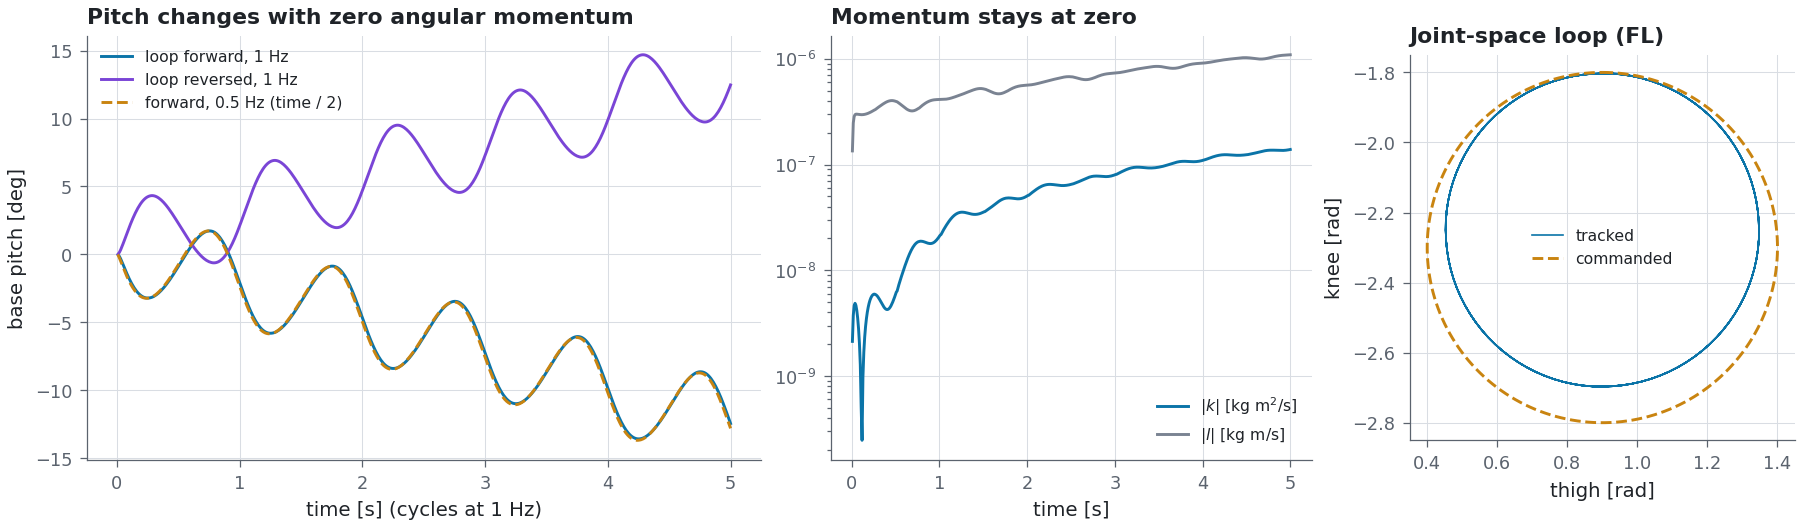 Pitch changes with zero angular momentum
15
10
5
0
−5
−10
−15
base pitch [deg]
loop forward, 1 Hz
loop reversed, 1 Hz
forward, 0.5 Hz (time / 2)
0 1 2 3 4 5
time [s] (cycles at 1 Hz)
Momentum stays at zero
10⁻⁶
10⁻⁷
10⁻⁸
10⁻⁹
|k| [kg m²/s]
|l| [kg m/s]
0 1 2 3 4 5
time [s]
Joint-space loop (FL)
−1.8
−2.0
−2.2
−2.4
−2.6
−2.8
knee [rad]
tracked
commanded
0.4 0.6 0.8 1.0 1.2 1.4
thigh [rad]